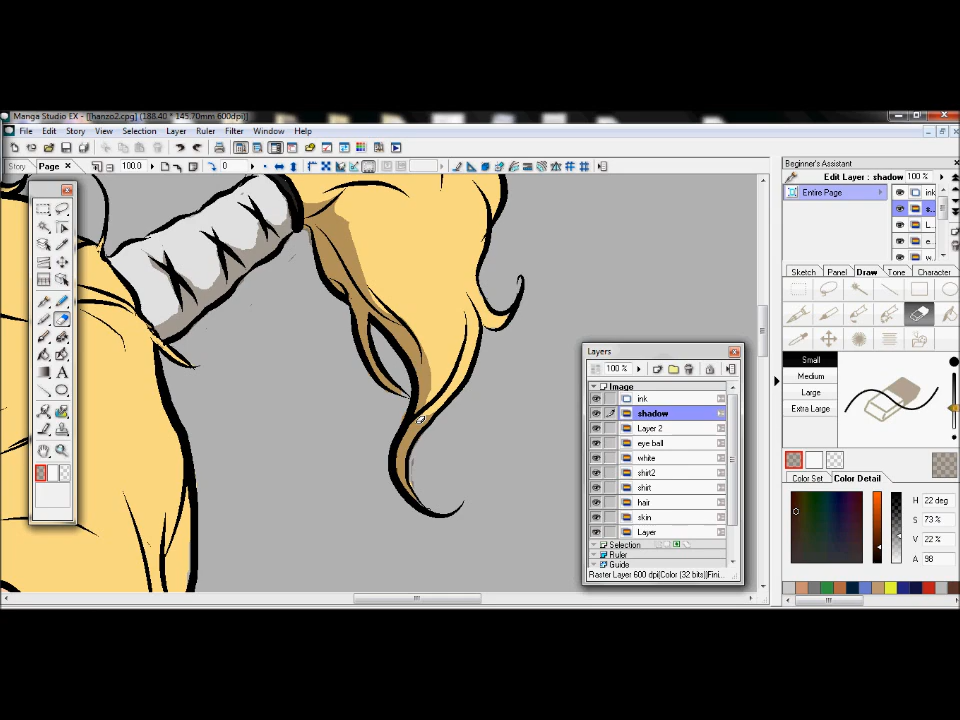 Manga Studio EX - [[hanzo2.cpg] (188.40 * 145.70mm 600dpi)]
File Edit Story View Selection Layer Ruler Filter Window Help
Story Page 100.0 0
Beginner's Assistant
Edit Layer : shadow 100 %
Entire Page
ink
s...
L...
e...
w...
Sketch Panel Draw Tone Character
A
Small
Medium
Large
Extra Large
Layers
100 %
Image
ink
shadow
Layer 2
eye ball
white
shirt2
shirt
hair
skin
Layer
Selection
Ruler
Guide
Raster Layer 600 dpi(Color (32 bits))Fini...
Color Set Color Detail
H 22 deg
S 73 %
V 22 %
A 98